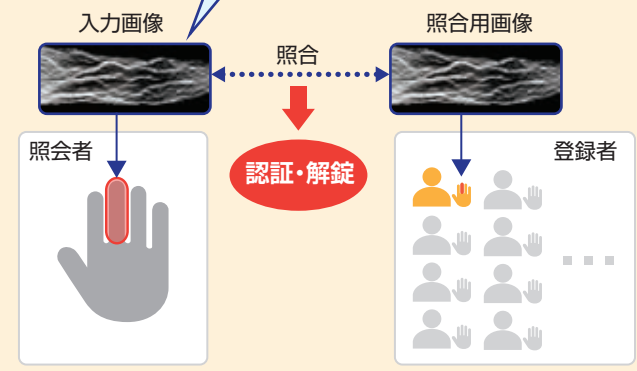 入力画像
照合用画像
照合
照会者
認証・解錠
登録者